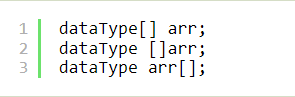 1 dataType[] arr;
2 dataType []arr;
3 dataType arr[];